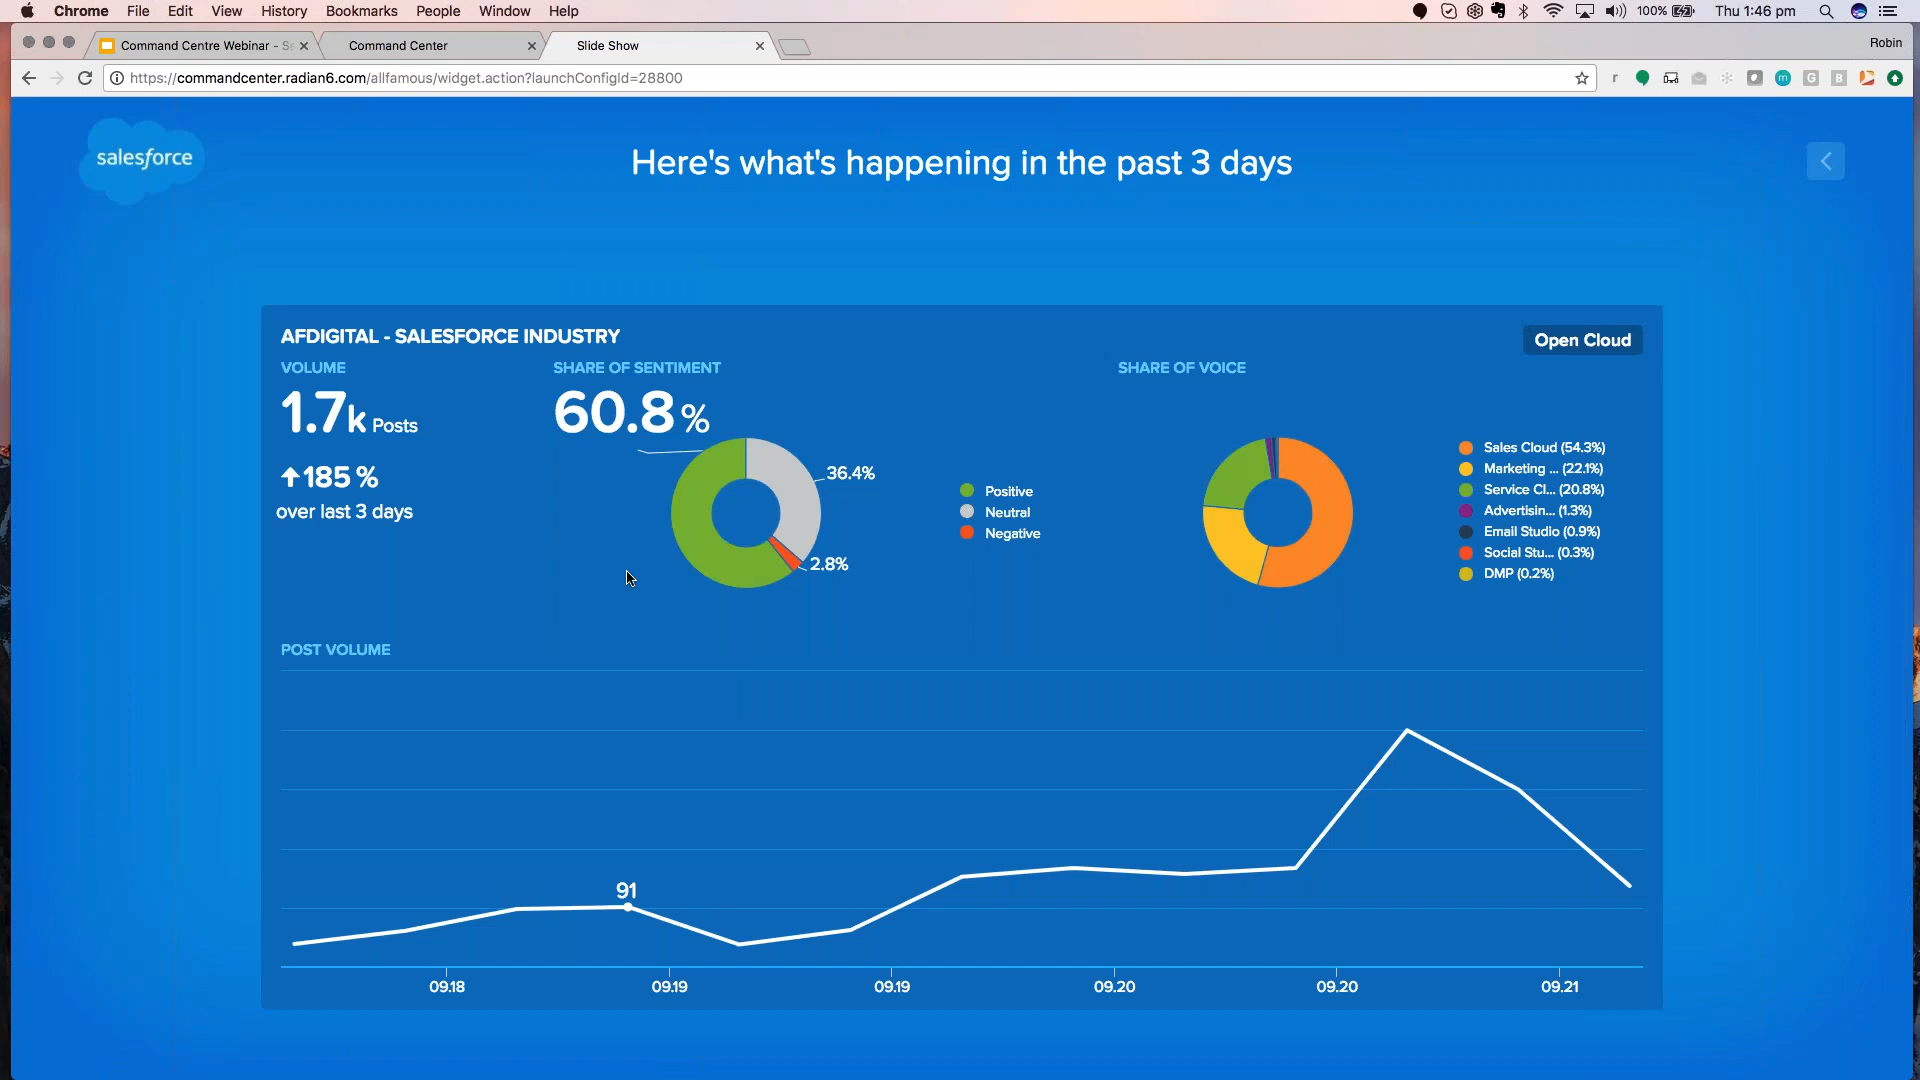 Chrome File Edit View History Bookmarks People Window Help
100% Thu 1:46 pm
Command Centre Webinar - S
Command Center
Slide Show
Robin
https://commandcenter.radian6.com/allfamous/widget.action?launchConfigId=28800
salesforce
Here's what's happening in the past 3 days
AFDIGITAL - SALESFORCE INDUSTRY
Open Cloud
VOLUME
1.7k Posts
185 %
over last 3 days
SHARE OF SENTIMENT
60.8 %
36.4%
2.8%
Positive
Neutral
Negative
SHARE OF VOICE
Sales Cloud (54.3%)
Marketing ... (22.1%)
Service Cl... (20.8%)
Advertisin... (1.3%)
Email Studio (0.9%)
Social Stu... (0.3%)
DMP (0.2%)
POST VOLUME
91
09.18 09.19 09.19 09.20 09.20 09.21